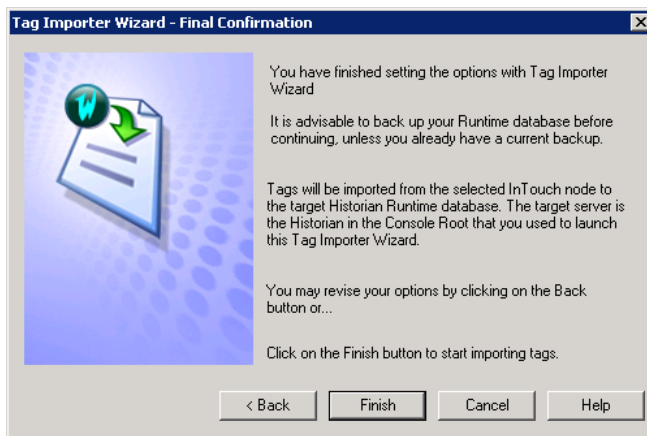 Tag Importer Wizard - Final Confirmation
You have finished setting the options with Tag Importer
Wizard
It is advisable to back up your Runtime database before
continuing, unless you already have a current backup.
Tags will be imported from the selected InTouch node to
the target Historian Runtime database. The target server is
the Historian in the Console Root that you used to launch
this Tag Importer Wizard.
You may revise your options by clicking on the Back
button or...
Click on the Finish button to start importing tags.
< Back Finish Cancel Help